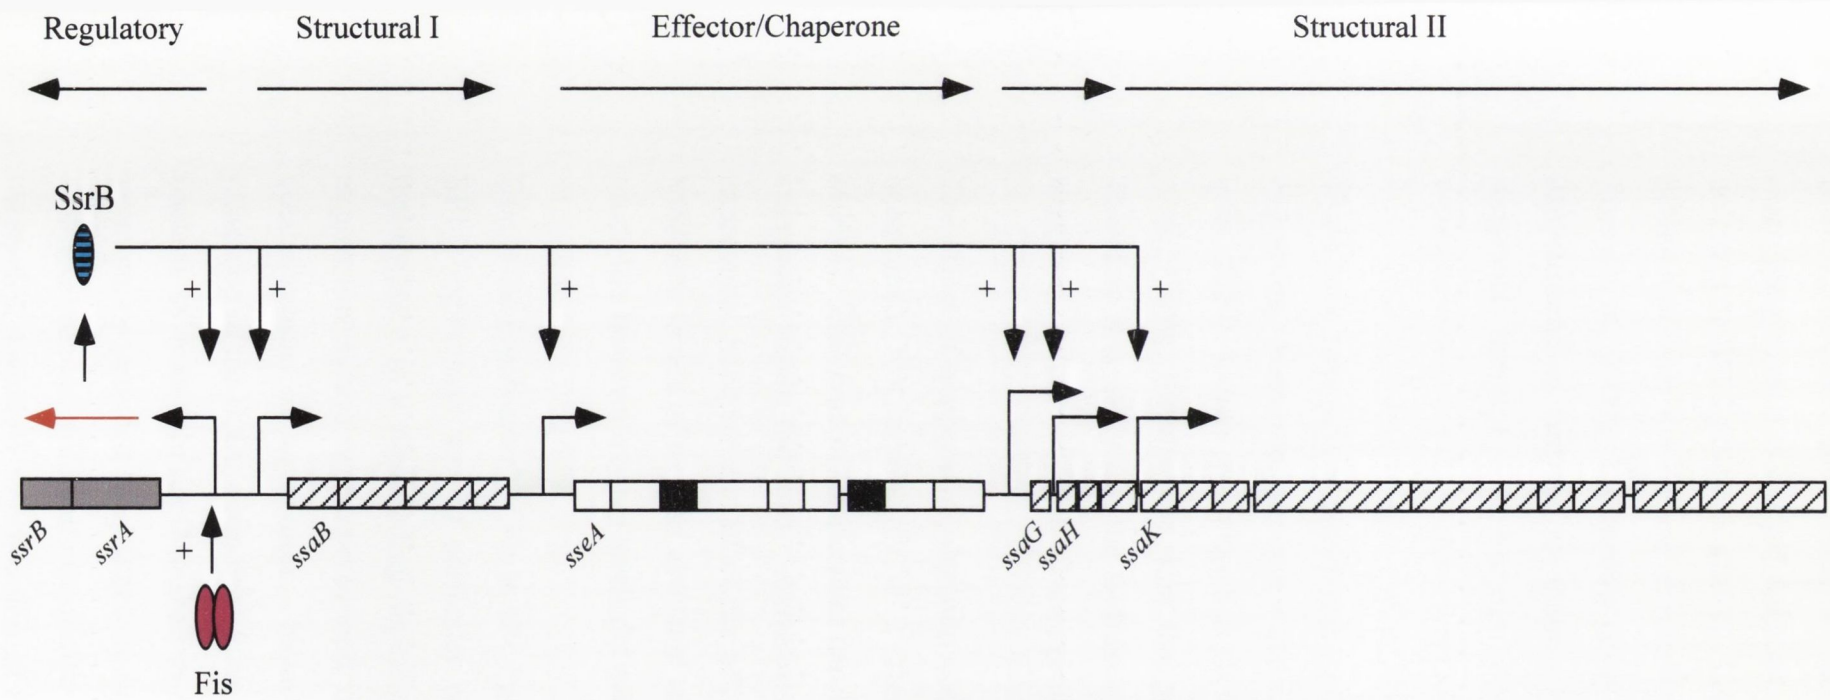 Regulatory
Structural I
Effector/Chaperone
Structural II
SsrB
+
+
+
+
+
+
ssrB
ssrA
ssaB
sseA
ssaG
ssaH
ssaK
+
Fis